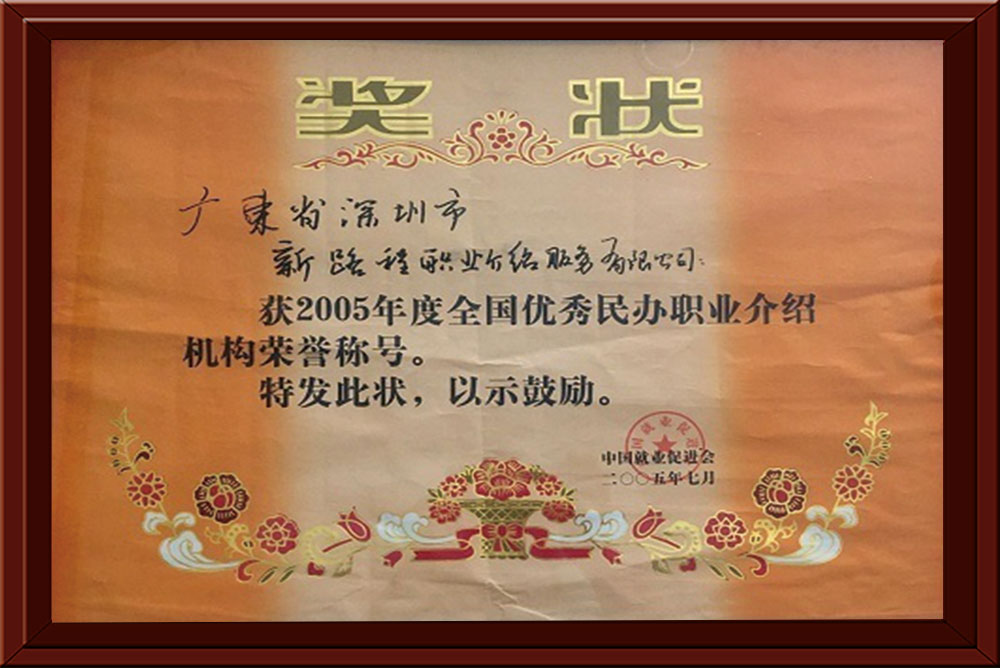 奖状
广东省深圳市
新路程职业介绍服务有限公司:
获2005年度全国优秀民办职业介绍
机构荣誉称号。
特发此状，以示鼓励。
中国就业促进会
二〇〇五年七月